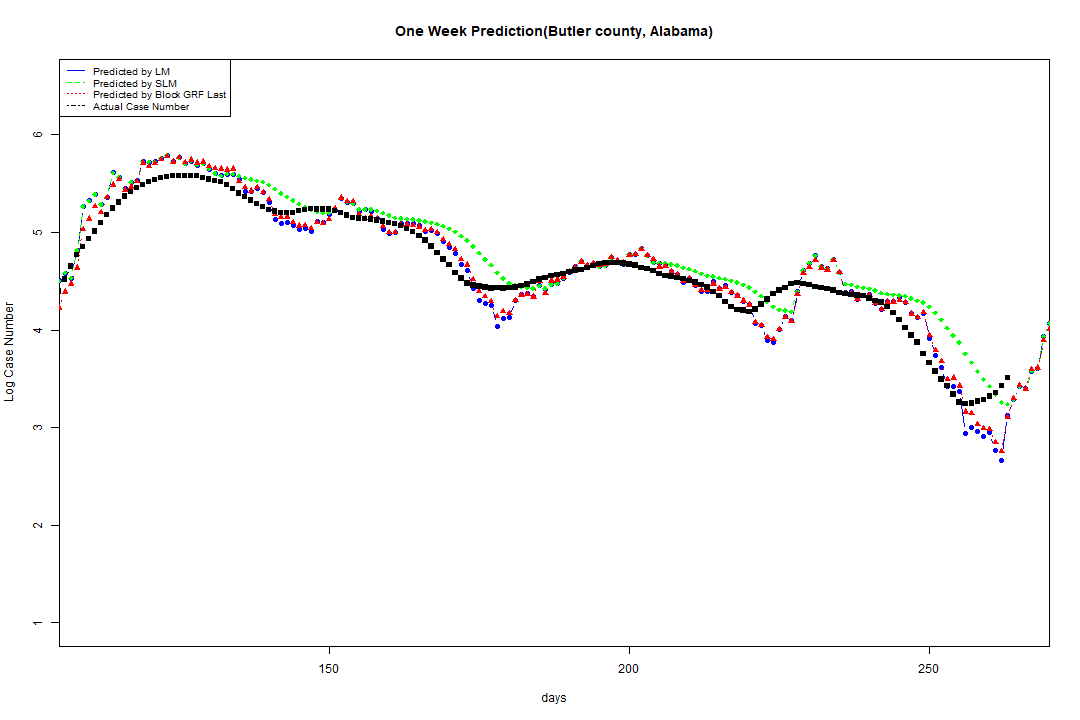 One Week Prediction(Butler county, Alabama)
Predicted by LM
Predicted by SLM
Predicted by Block GRF Last
Actual Case Number
6
5
4
3
2
1
Log Case Number
150 200 250
days